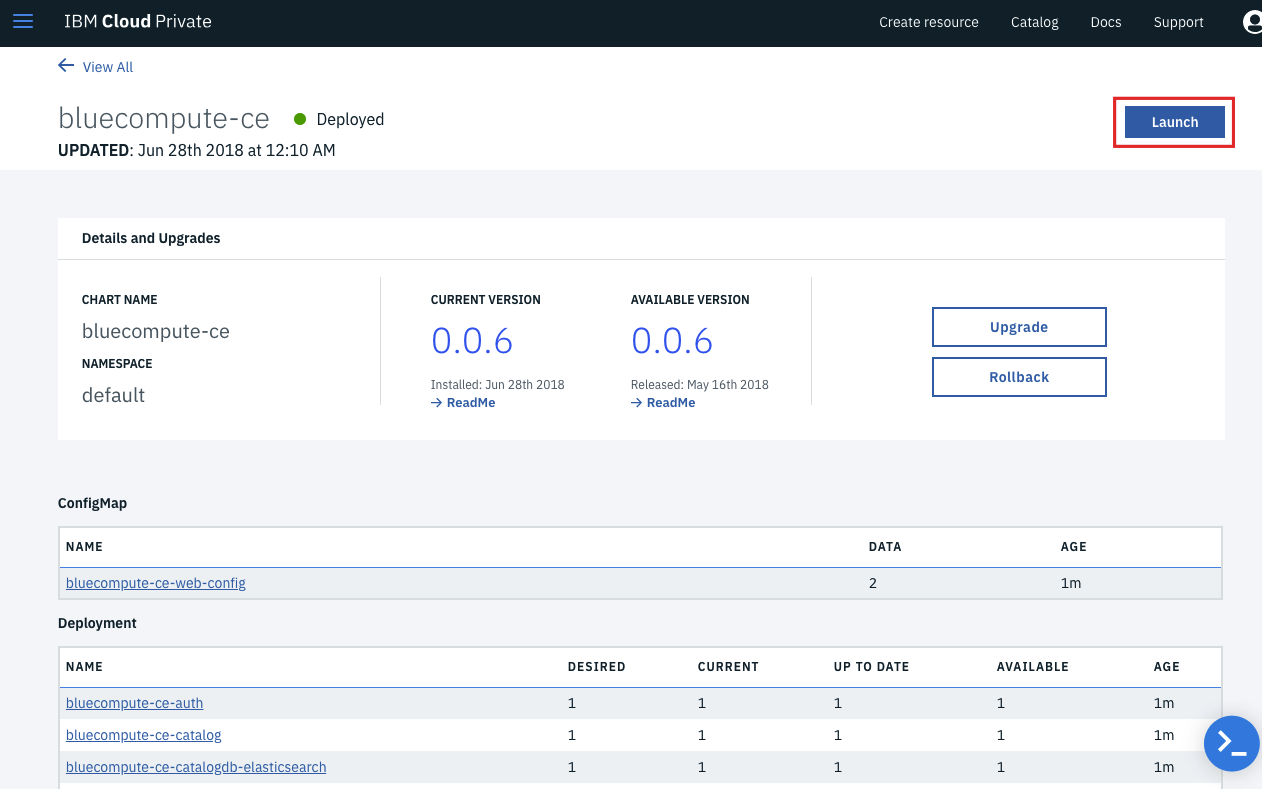 IBM Cloud Private Create resource Catalog Docs Support
View All
bluecompute-ce Deployed
Launch
UPDATED: Jun 28th 2018 at 12:10 AM
Details and Upgrades
CHART NAME
bluecompute-ce
NAMESPACE
default
CURRENT VERSION
0.0.6
Installed: Jun 28th 2018
ReadMe
AVAILABLE VERSION
0.0.6
Released: May 16th 2018
ReadMe
Upgrade
Rollback
ConfigMap
NAME DATA AGE
bluecompute-ce-web-config 2 1m
Deployment
NAME DESIRED CURRENT UP TO DATE AVAILABLE AGE
bluecompute-ce-auth 1 1 1 1 1m
bluecompute-ce-catalog 1 1 1 1 1m
bluecompute-ce-catalogdb-elasticsearch 1 1 1 1 1m